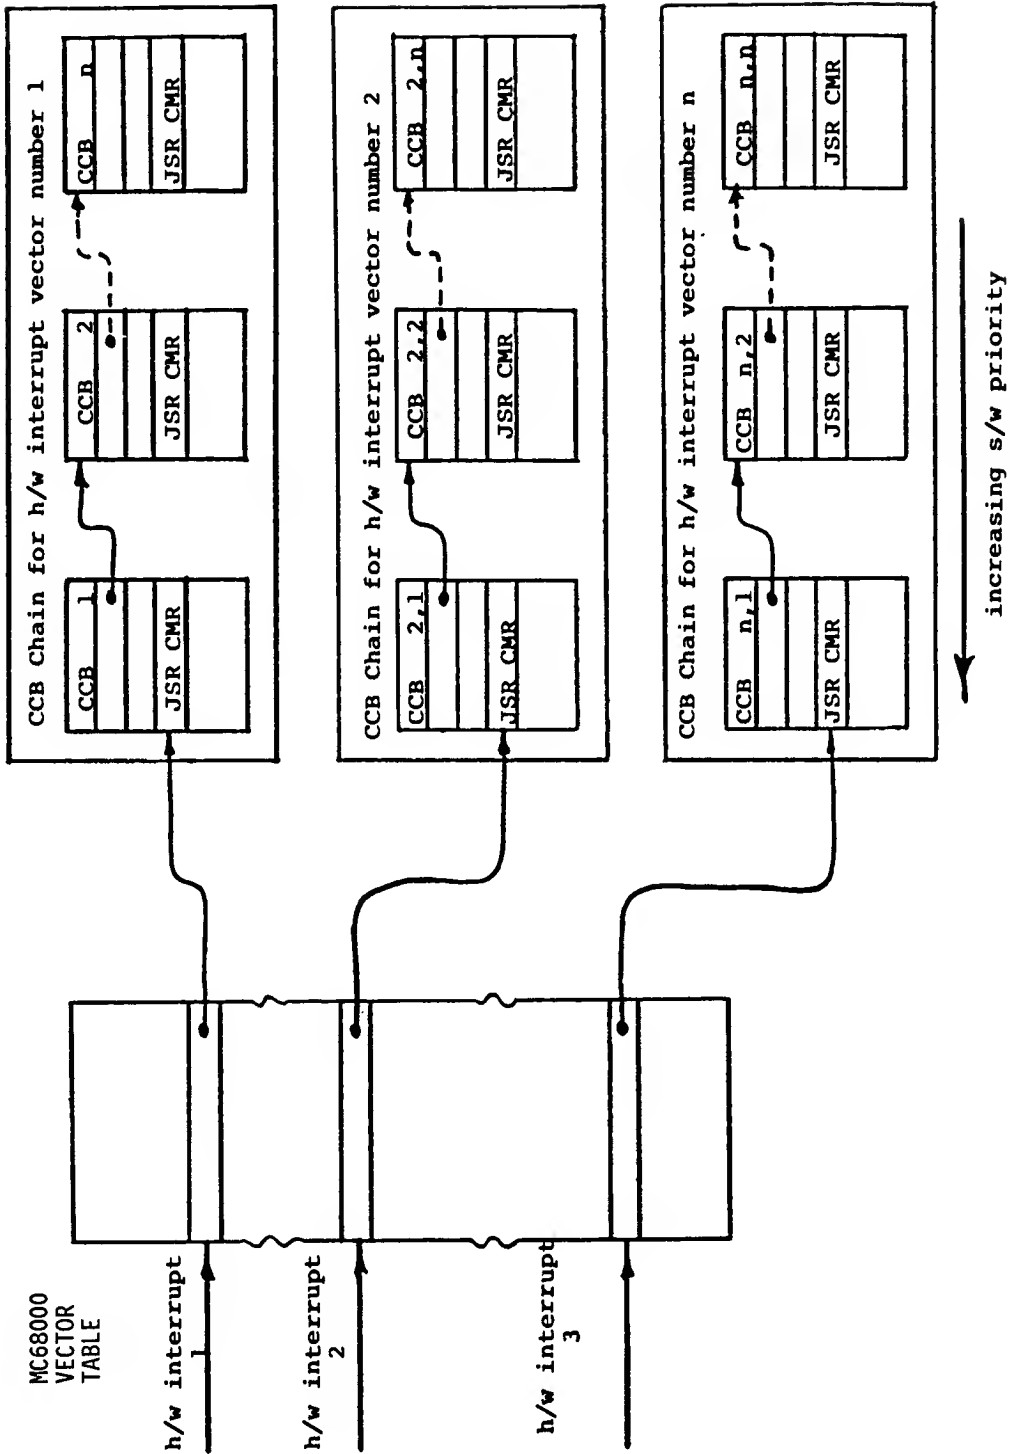 MC68000
VECTOR
TABLE
h/w interrupt
1
h/w interrupt
2
h/w interrupt
3
CCB Chain for h/w interrupt vector number 1
CCB 1
JSR CMR
CCB 2
JSR CMR
CCB n
JSR CMR
CCB Chain for h/w interrupt vector number 2
CCB 2,1
JSR CMR
CCB 2,2
JSR CMR
CCB 2,n
JSR CMR
CCB Chain for h/w interrupt vector number n
CCB n,1
JSR CMR
CCB n,2
JSR CMR
CCB n,n
JSR CMR
increasing s/w priority